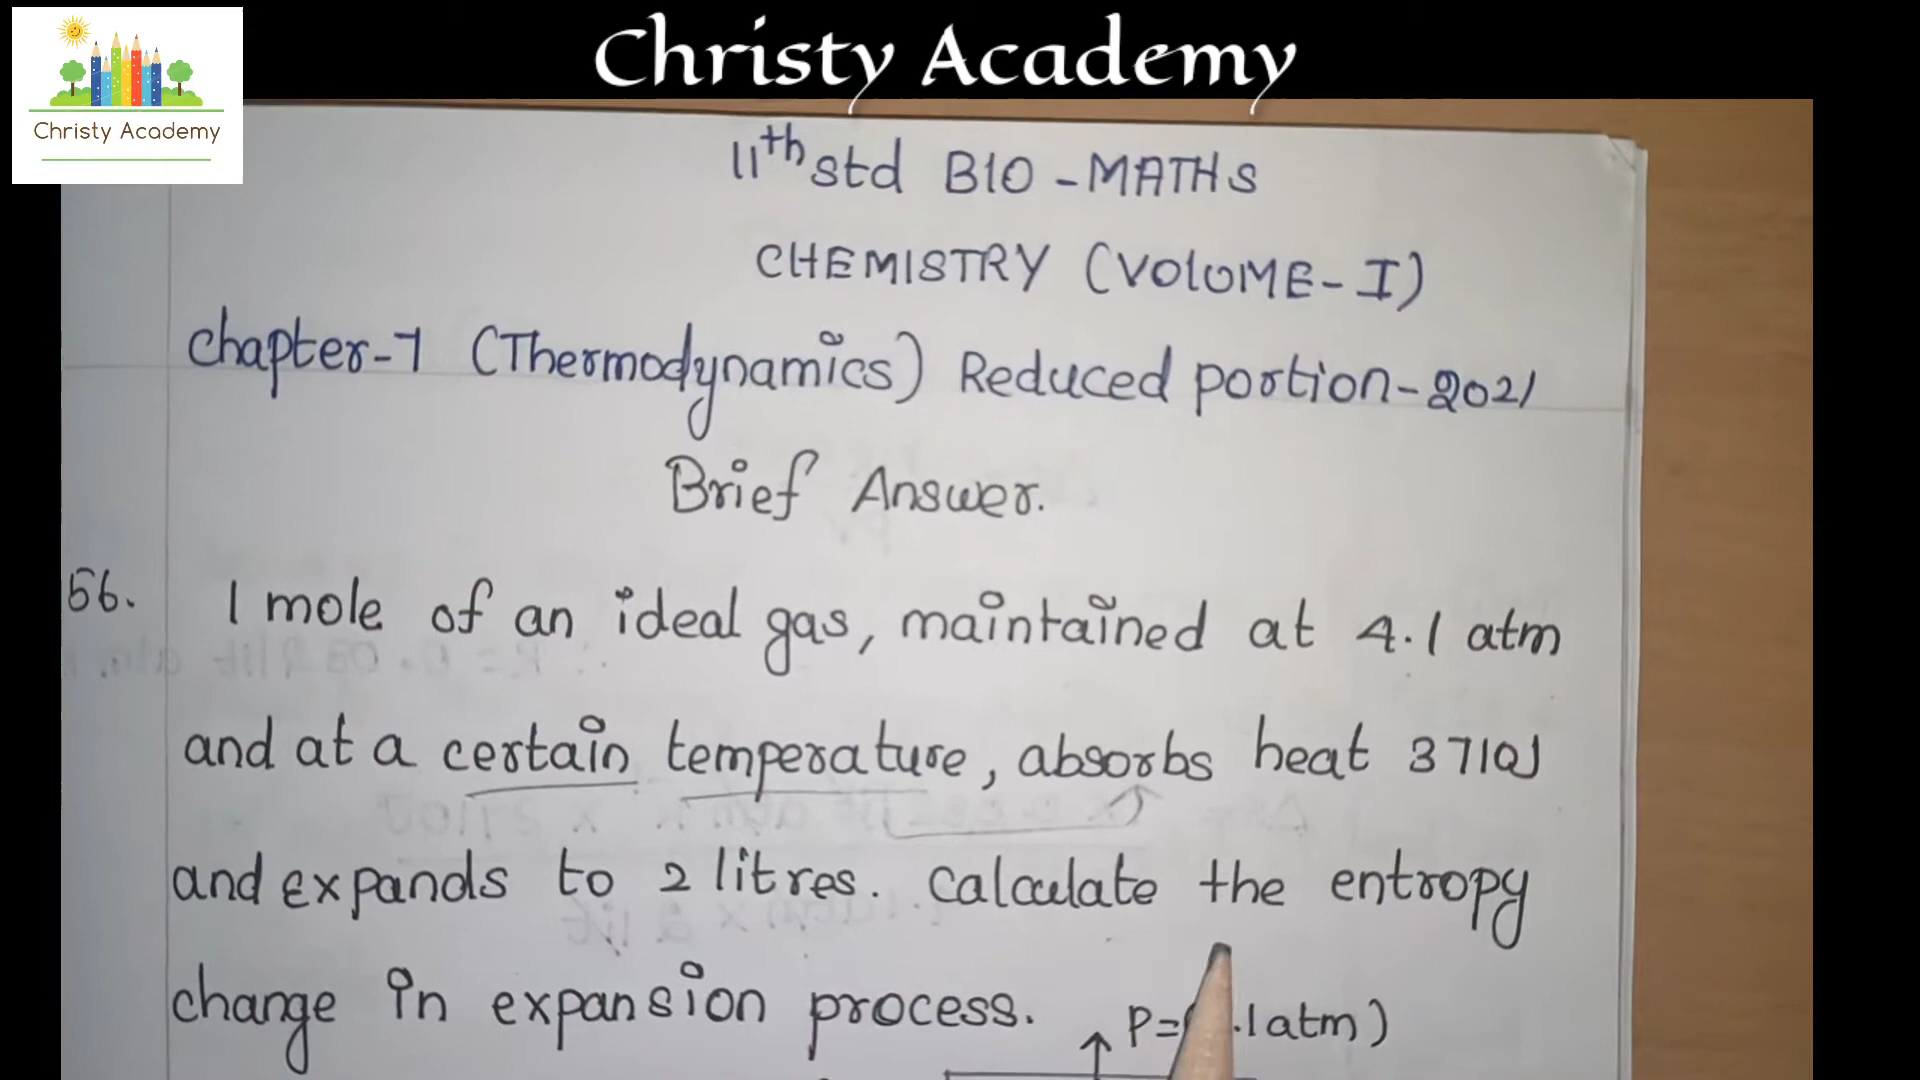 Christy Academy
Christy Academy
11th std BIO - MATHS
CHEMISTRY (VOLUME - I)
chapter-7 (Thermodynamics) Reduced portion-2021
Brief Answer.
56. 1 mole of an ideal gas, maintained at 4.1 atm
and at a certain temperature, absorbs heat 3710J
and expands to 2 litres. Calculate the entropy
change in expansion process.
P=( .1 atm)